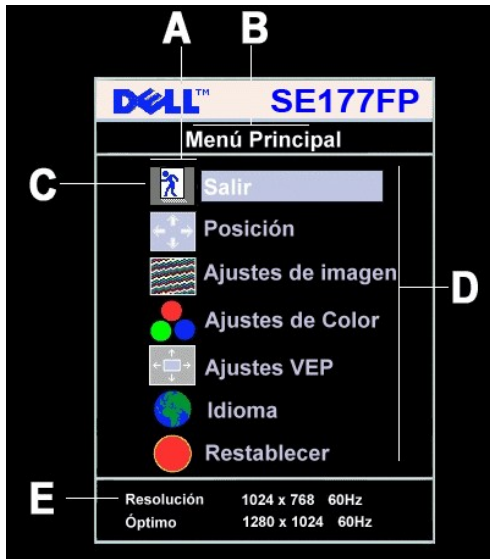 A B
DELL™ SE177FP
Menú Principal
C Salir
Posición
Ajustes de imagen
D
Ajustes de Color
Ajustes VEP
Idioma
Restablecer
E Resolución 1024 x 768 60Hz
Óptimo 1280 x 1024 60Hz